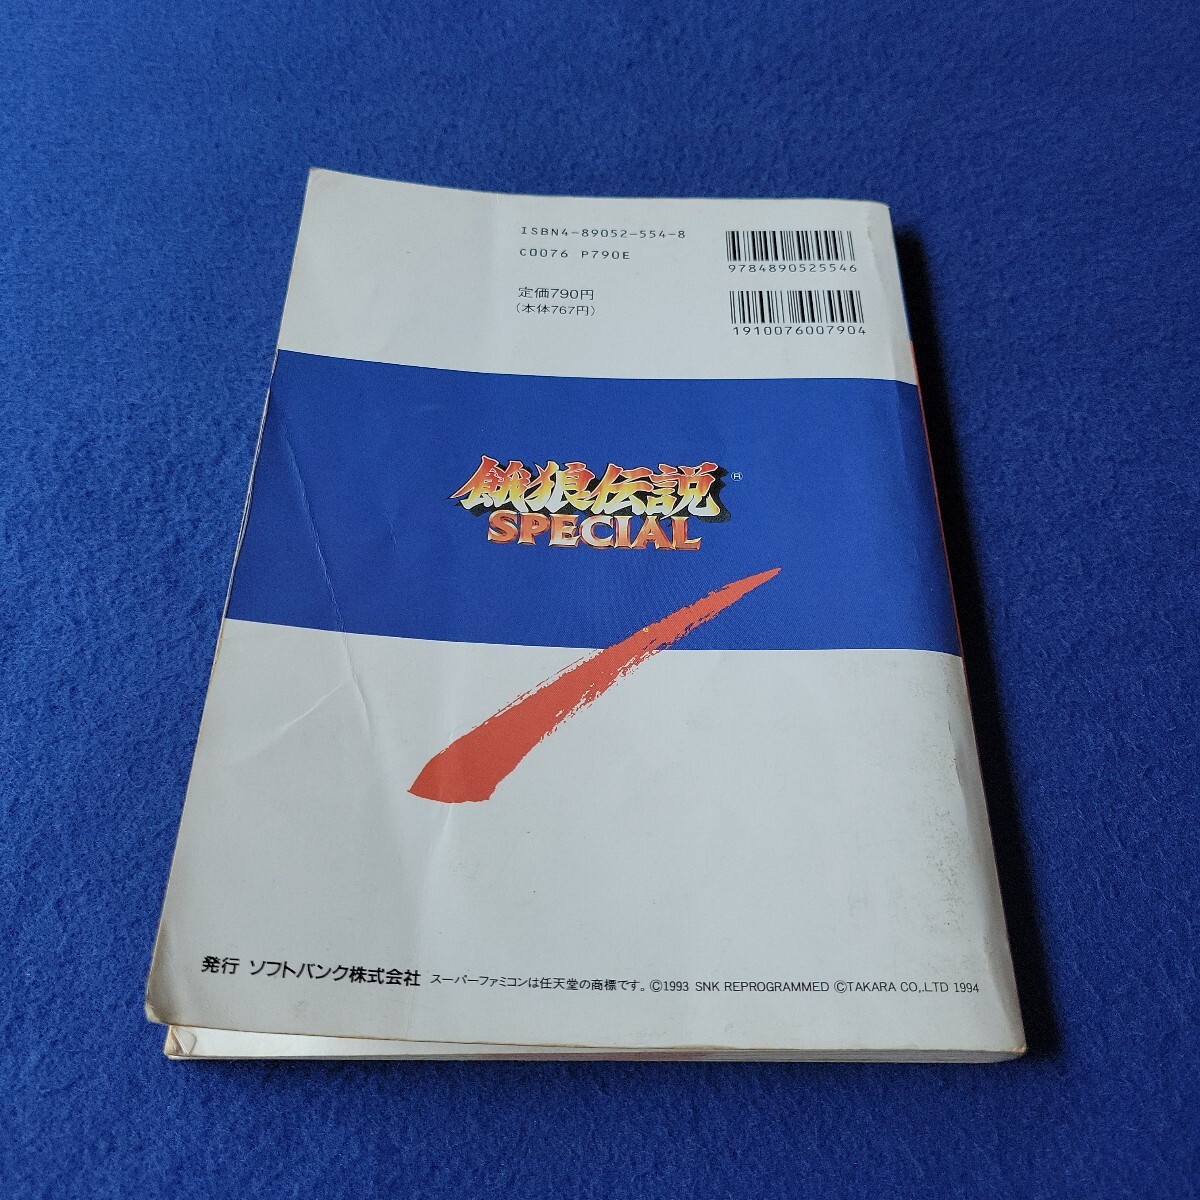 ISBN4-89052-554-8
C0076 P790E
定価790円
(本体767円)
9784890525546
1910076007904
餓狼伝説®
SPECIAL
発行 ソフトバンク株式会社 スーパーファミコンは任天堂の商標です。©1993 SNK REPROGRAMMED ©TAKARA CO,.LTD 1994